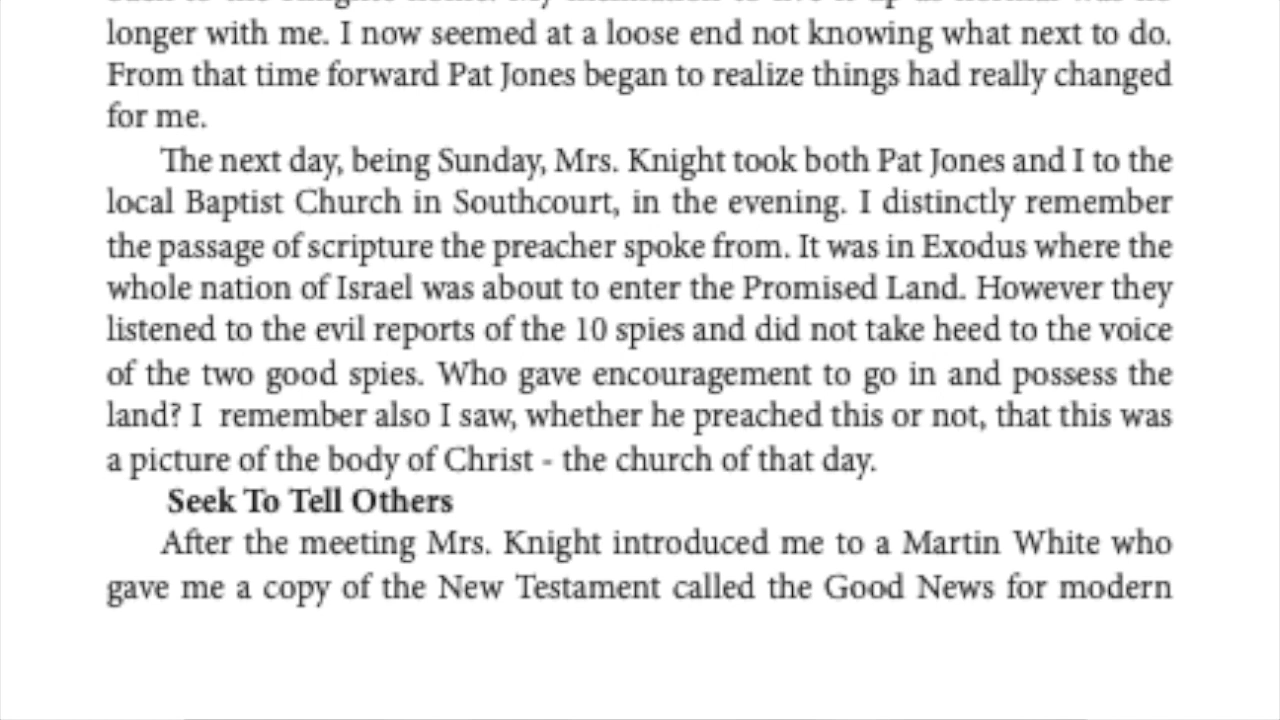 longer with me. I now seemed at a loose end not knowing what next to do.
From that time forward Pat Jones began to realize things had really changed
for me.
The next day, being Sunday, Mrs. Knight took both Pat Jones and I to the
local Baptist Church in Southcourt, in the evening. I distinctly remember
the passage of scripture the preacher spoke from. It was in Exodus where the
whole nation of Israel was about to enter the Promised Land. However they
listened to the evil reports of the 10 spies and did not take heed to the voice
of the two good spies. Who gave encouragement to go in and possess the
land? I  remember also I saw, whether he preached this or not, that this was
a picture of the body of Christ - the church of that day.
Seek To Tell Others
After the meeting Mrs. Knight introduced me to a Martin White who
gave me a copy of the New Testament called the Good News for modern